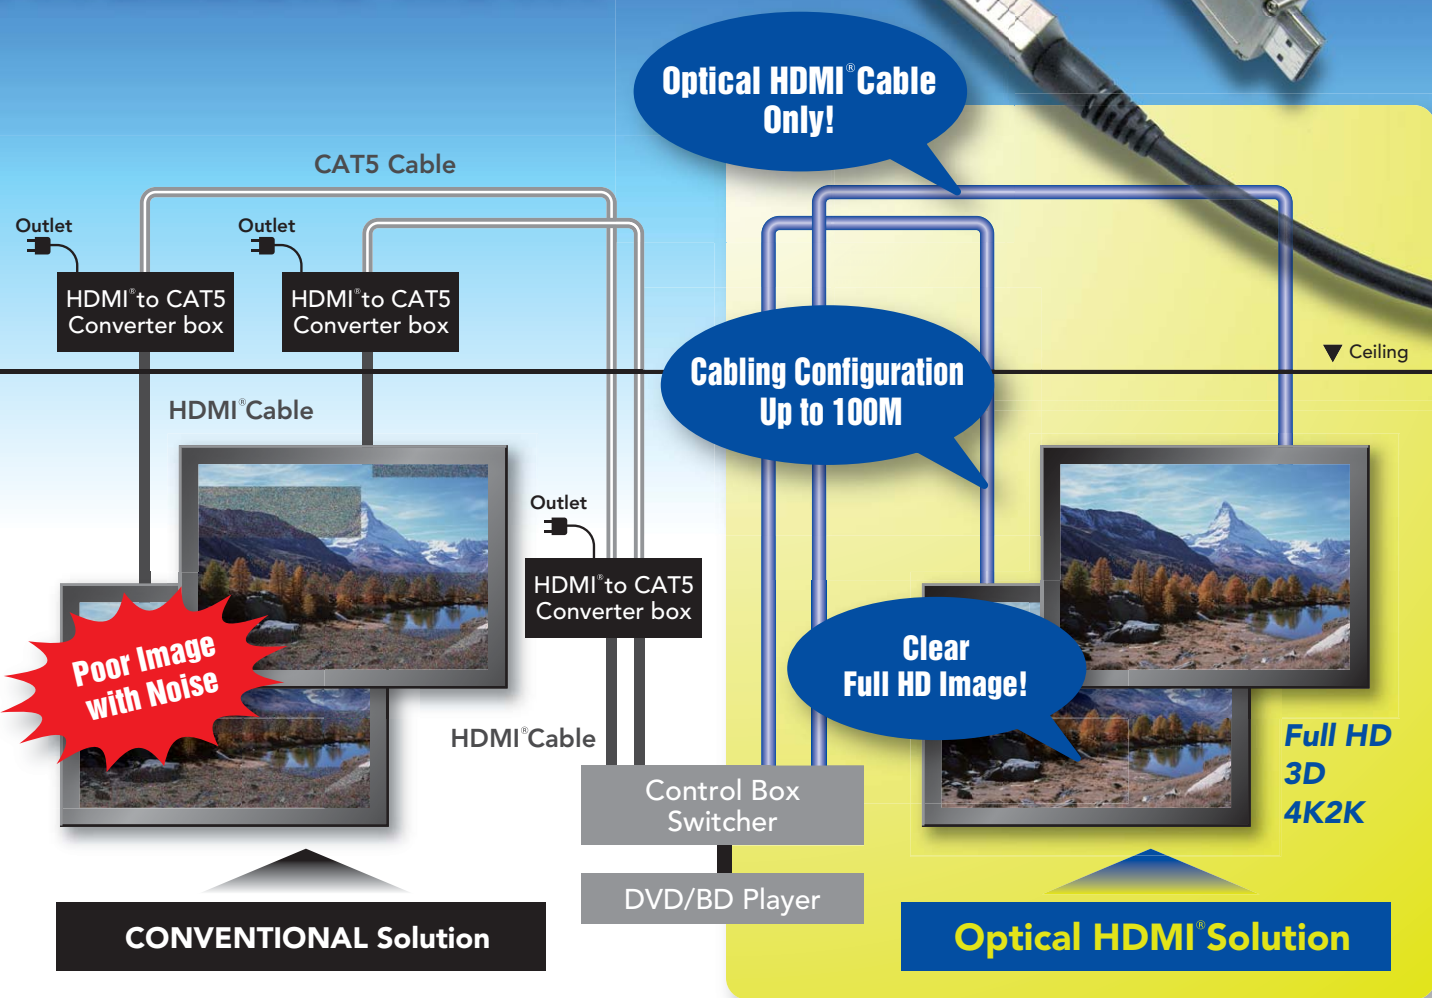 Optical HDMI® Cable
Only!
CAT5 Cable
Outlet
Outlet
HDMI® to CAT5
Converter box
HDMI® to CAT5
Converter box
▼ Ceiling
Cabling Configuration
Up to 100M
HDMI® Cable
Outlet
HDMI® to CAT5
Converter box
Poor Image
with Noise
Clear
Full HD Image!
HDMI® Cable
Full HD
3D
4K2K
Control Box
Switcher
DVD/BD Player
CONVENTIONAL Solution
Optical HDMI® Solution